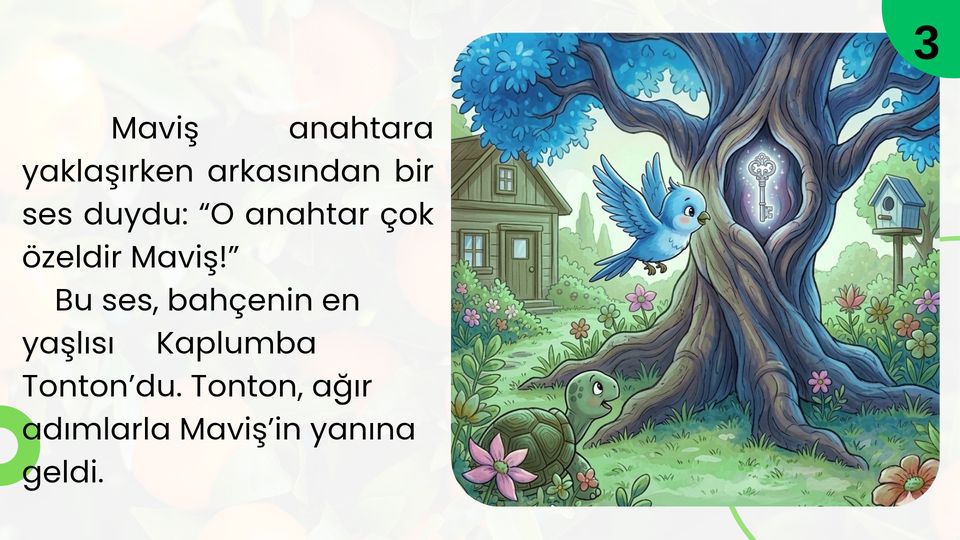 3
Maviş anahtara
yaklaşırken arkasından bir
ses duydu: “O anahtar çok
özeldir Maviş!”
Bu ses, bahçenin en
yaşlısı Kaplumba
Tonton’du. Tonton, ağır
adımlarla Maviş’in yanına
geldi.